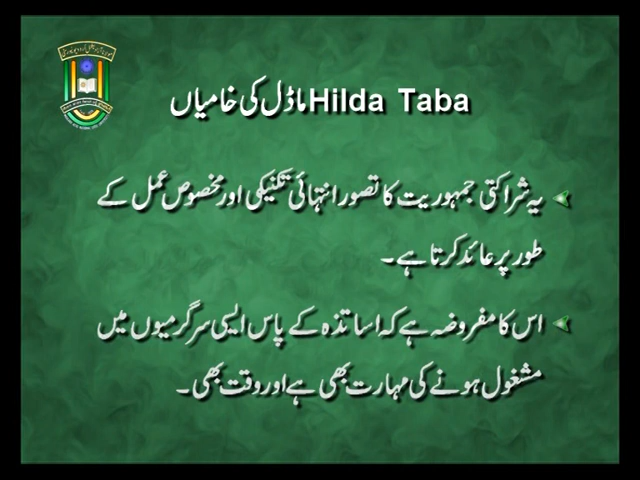 Hilda Taba ماڈل کی خامیاں
یہ شراکتی جمہوریت کا تصور انتہائی تکنیکی اور مخصوص عمل کے
طور پر عائد کرتا ہے۔
اس کا مفروضہ ہے کہ اساتذہ کے پاس ایسی سرگرمیوں میں
مشغول ہونے کی مہارت بھی ہے اور وقت بھی۔